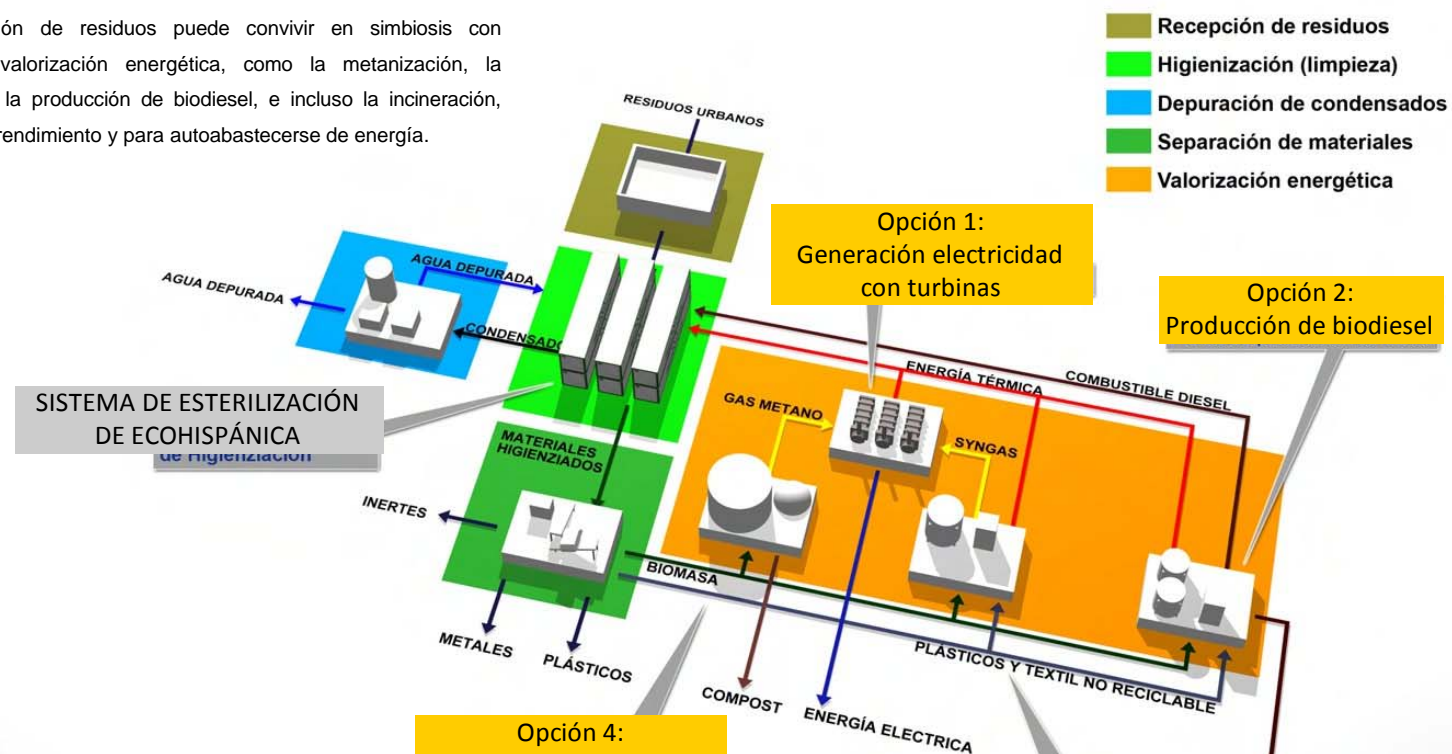 ón de residuos puede convivir en simbiosis con
valorización energética, como la metanización, la
la producción de biodiesel, e incluso la incineración,
rendimiento y para autoabastecerse de energía.
Recepción de residuos
Higienización (limpieza)
Depuración de condensados
Separación de materiales
Valorización energética
RESIDUOS URBANOS
Opción 1:
Generación electricidad
con turbinas
Opción 2:
Producción de biodiesel
AGUA DEPURADA
AGUA DEPURADA
CONDENSADO
SISTEMA DE ESTERILIZACIÓN
DE ECOHISPÁNICA
de Higienziación
ENERGÍA TÉRMICA
COMBUSTIBLE DIESEL
GAS METANO
SYNGAS
MATERIALES
HIGIENZIADOS
INERTES
BIOMASA
METALES
PLÁSTICOS
COMPOST
ENERGÍA ELECTRICA
PLÁSTICOS Y TEXTIL NO RECICLABLE
Opción 4: